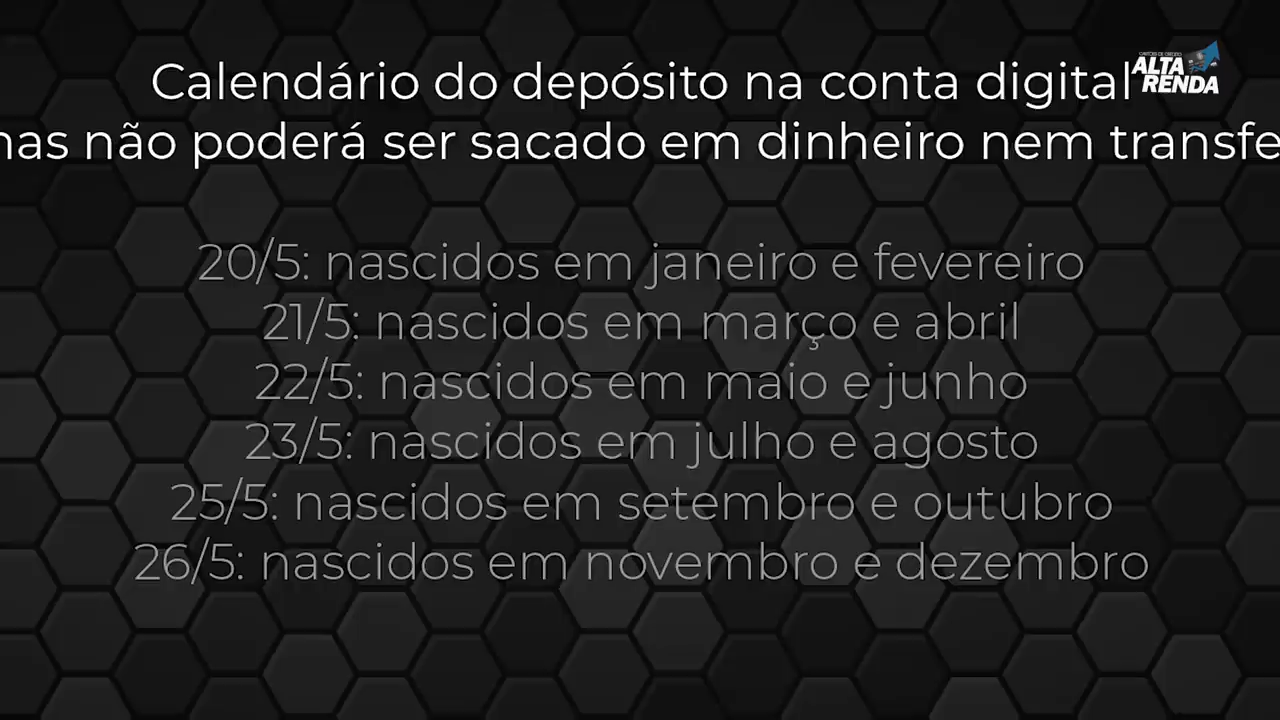 Calendário do depósito na conta digital
não poderá ser sacado em dinheiro nem
20/5: nascidos em janeiro e fevereiro
21/5: nascidos em março e abril
22/5: nascidos em maio e junho
23/5: nascidos em julho e agosto
25/5: nascidos em setembro e outubro
26/5: nascidos em novembro e dezembro
ALTA
RENDA